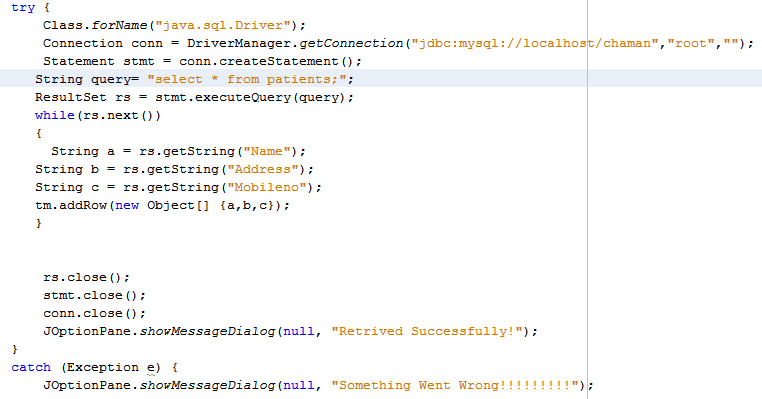 try {
Class.forName("java.sql.Driver");
Connection conn = DriverManager.getConnection("jdbc:mysql://localhost/chaman","root","");
Statement stmt = conn.createStatement();
String query= "select * from patients;";
ResultSet rs = stmt.executeQuery(query);
while(rs.next())
{
String a = rs.getString("Name");
String b = rs.getString("Address");
String c = rs.getString("Mobileno");
tm.addRow(new Object[] {a,b,c});
}
rs.close();
stmt.close();
conn.close();
JOptionPane.showMessageDialog(null, "Retrived Successfully!");
}
catch (Exception e) {
JOptionPane.showMessageDialog(null, "Something Went Wrong!!!!!!!!!");